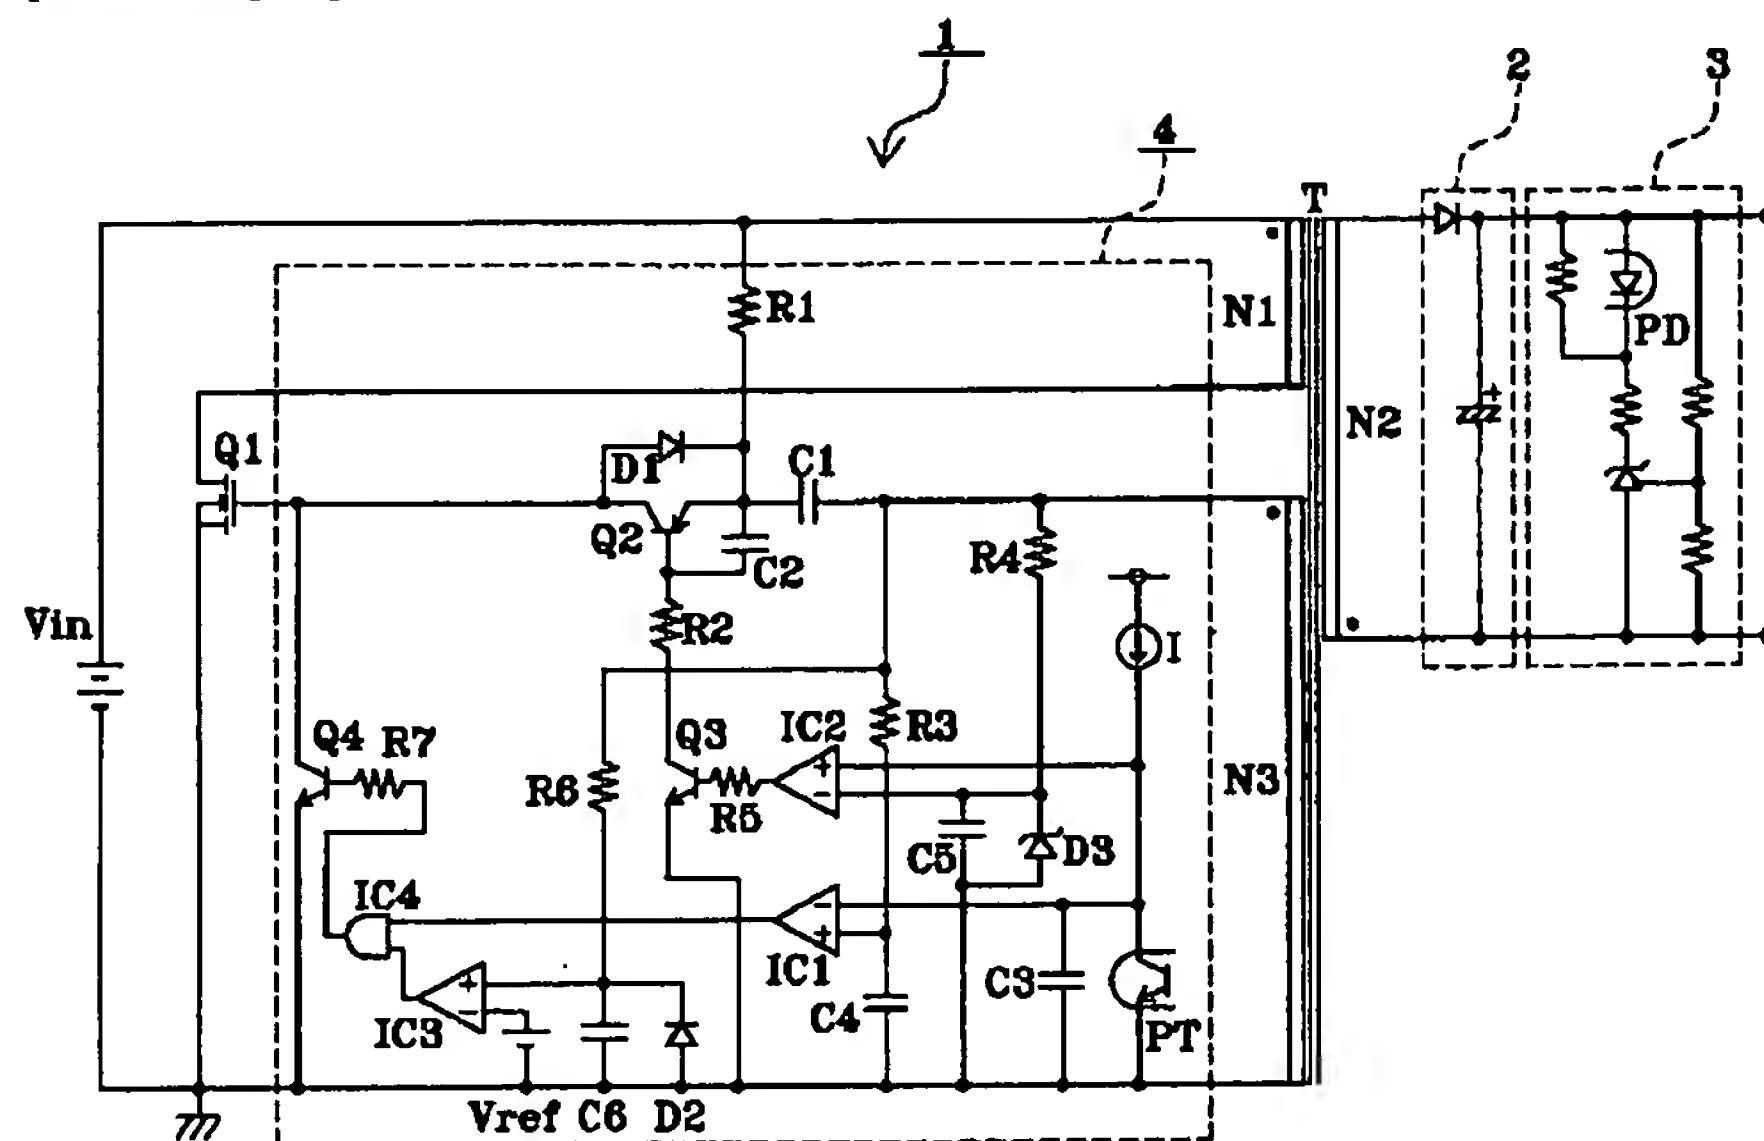 1
2
3
4
T
R1
N1
PD
Q1
D1
C1
N2
Q2
C2
R4
Vin
R2
I
Q4
R7
Q3
IC2
R3
N3
R6
R5
C5
D3
IC4
IC1
C3
C4
IC3
PT
Vref
C6
D2